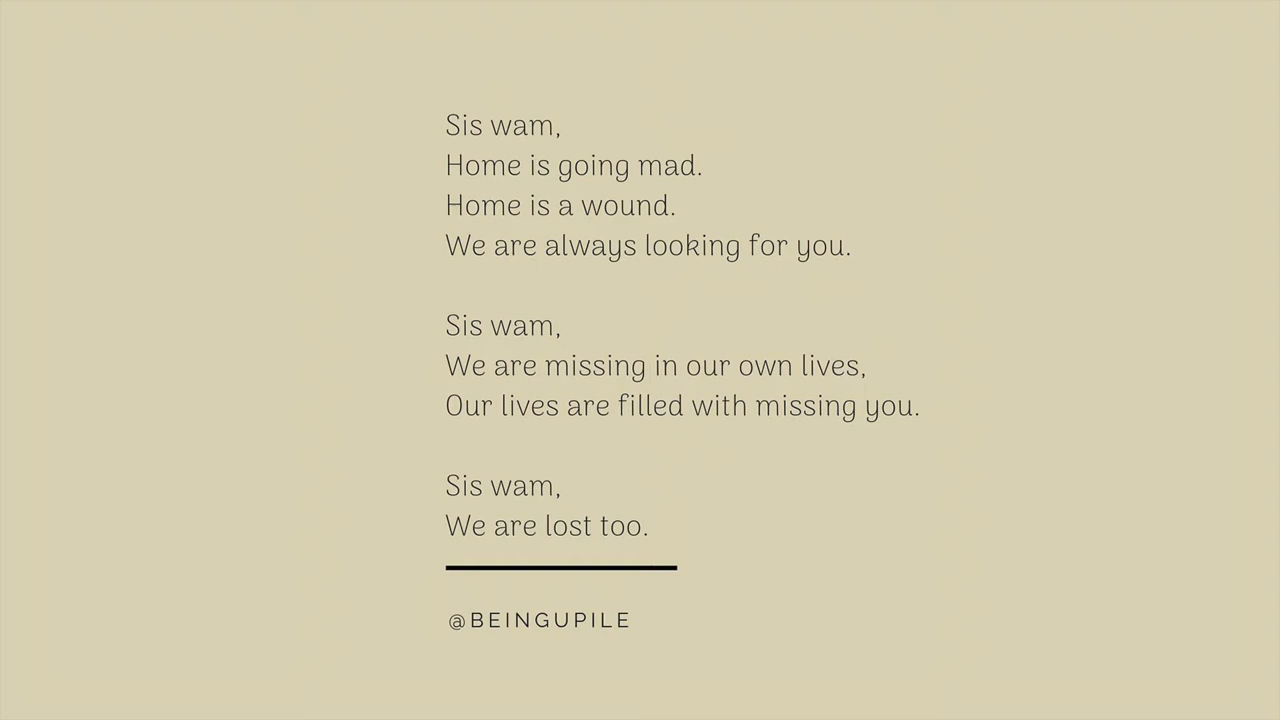 Sis wam,
Home is going mad.
Home is a wound.
We are always looking for you.
Sis wam,
We are missing in our own lives,
Our lives are filled with missing you.
Sis wam,
We are lost too.
@BEINGUPILE